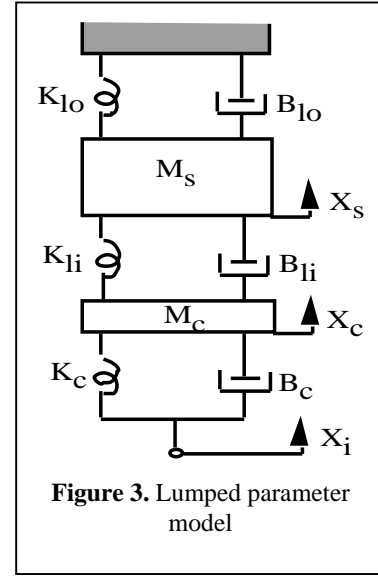 K_lo
B_lo
M_s
X_s
K_li
B_li
M_c
X_c
K_c
B_c
X_i
Figure 3. Lumped parameter
model